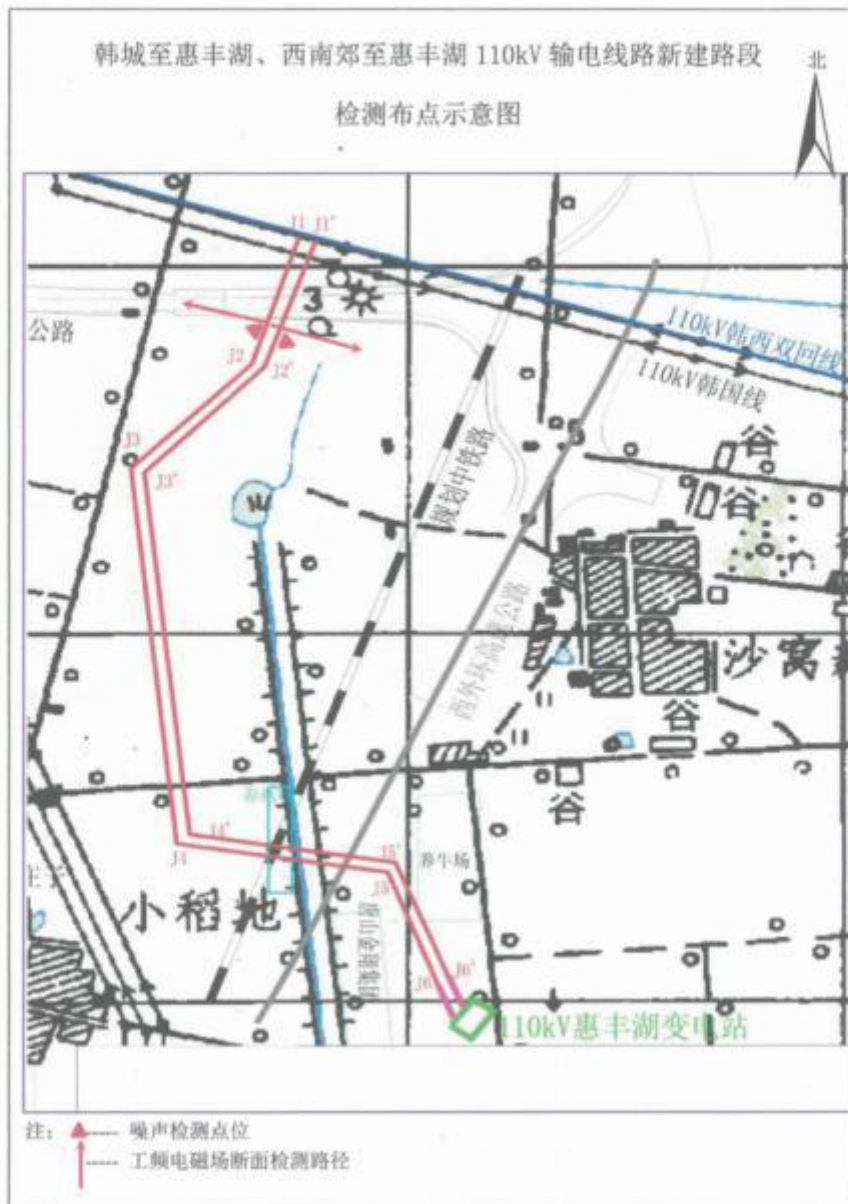 韩城至惠丰湖、西南郊至惠丰湖 110kV 输电线路新建路段
检测布点示意图
北
J1
J1'
3
公路
110kV韩西双回线
110kV韩国线
J2
J2'
J3
J3'
规划中铁路
谷
谷
西外环高速公路
沙窝
谷
谷
J4'
J4
J5'
J5
养牛场
庄子
小稻地
J6
J6'
110kV惠丰湖变电站
注：
---- 噪声检测点位
---- 工频电磁场断面检测路径